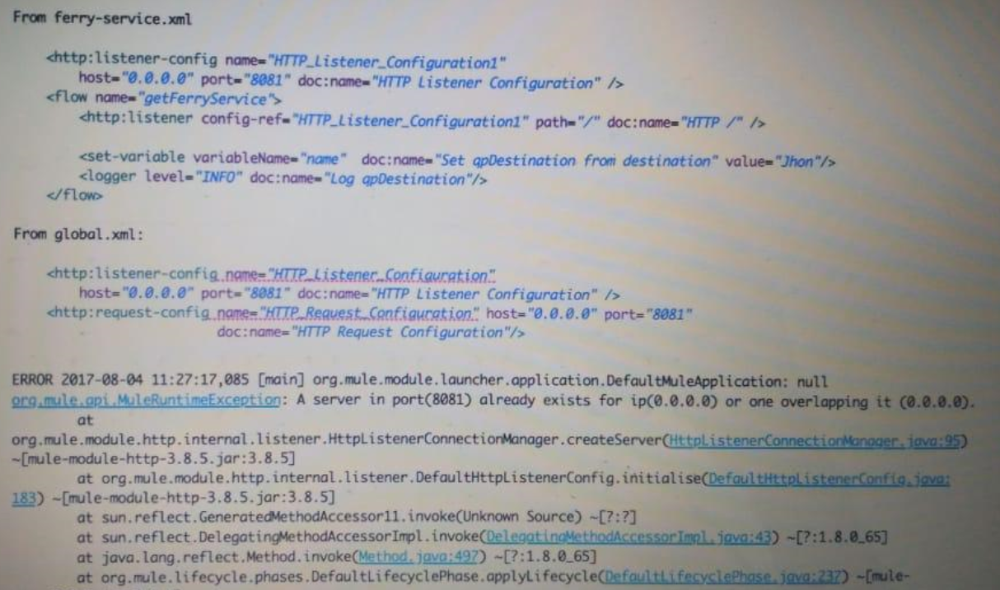 From ferry-service.xml
<http:listener-config name="HTTP_Listener_Configuration1"
host="0.0.0.0" port="8081" doc:name="HTTP Listener Configuration" />
<flow name="getFerryService">
<http:listener config-ref="HTTP_Listener_Configuration1" path="/" doc:name="HTTP /" />
<set-variable variableName="name" doc:name="Set qpDestination from destination" value="Jhon"/>
<logger level="INFO" doc:name="Log qpDestination"/>
</flow>
From global.xml:
<http:listener-config name="HTTP_Listener_Configuration"
host="0.0.0.0" port="8081" doc:name="HTTP Listener Configuration" />
<http:request-config name="HTTP_Request_Configuration" host="0.0.0.0" port="8081"
doc:name="HTTP Request Configuration"/>
ERROR 2017-08-04 11:27:17,085 [main] org.mule.module.launcher.application.DefaultMuleApplication: null
org.mule.api.MuleRuntimeException: A server in port(8081) already exists for ip(0.0.0.0) or one overlapping it (0.0.0.0).
at
org.mule.module.http.internal.listener.HttpListenerConnectionManager.createServer(HttpListenerConnectionManager.java:95)
~[mule-module-http-3.8.5.jar:3.8.5]
at org.mule.module.http.internal.listener.DefaultHttpListenerConfig.initialise(DefaultHttpListenerConfig.java:
183) ~[mule-module-http-3.8.5.jar:3.8.5]
at sun.reflect.GeneratedMethodAccessor11.invoke(Unknown Source) ~[?:?]
at sun.reflect.DelegatingMethodAccessorImpl.invoke(DelegatingMethodAccessorImpl.java:43) ~[?:1.8.0_65]
at java.lang.reflect.Method.invoke(Method.java:497) ~[?:1.8.0_65]
at org.mule.lifecycle.phases.DefaultLifecyclePhase.applyLifecycle(DefaultLifecyclePhase.java:237) ~[mule-